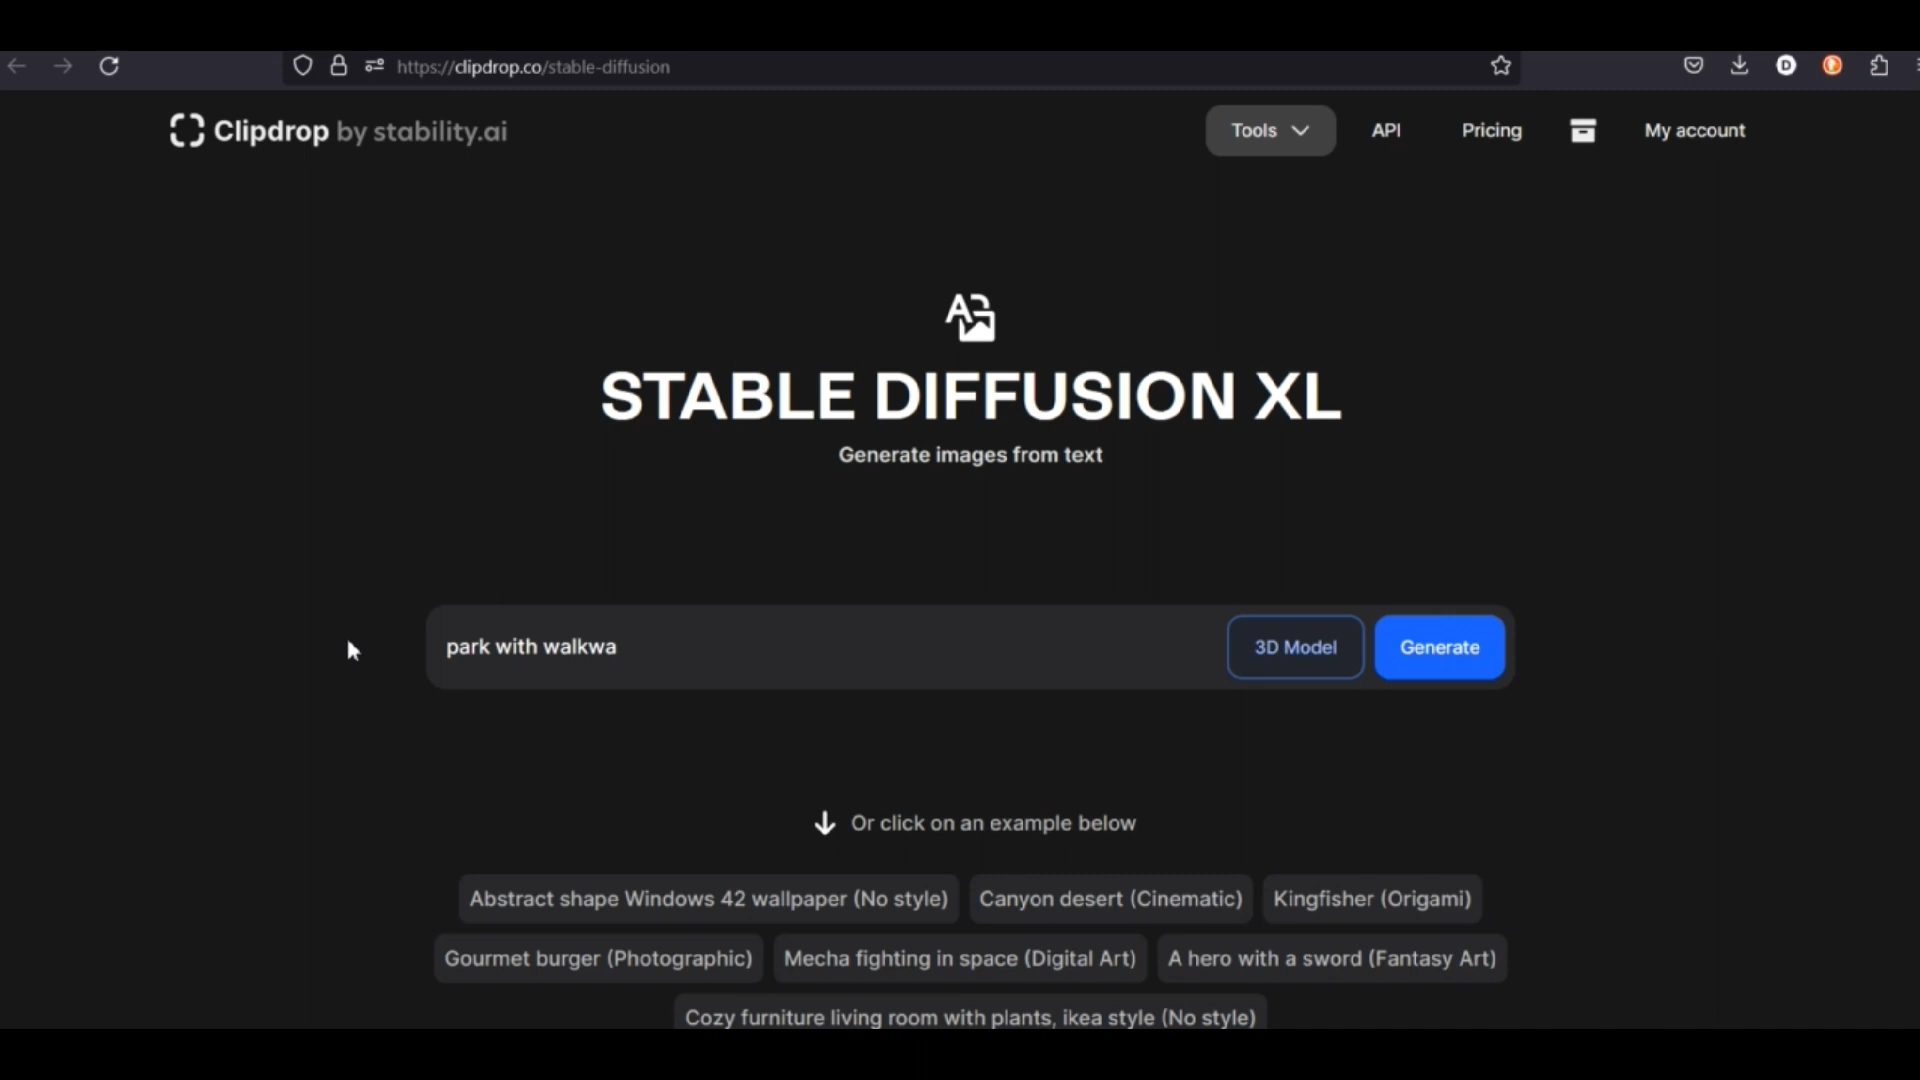 https://clipdrop.co/stable-diffusion
D
Clipdrop by stability.ai
Tools
API
Pricing
My account
STABLE DIFFUSION XL
Generate images from text
park with walkwa
3D Model
Generate
Or click on an example below
Abstract shape Windows 42 wallpaper (No style)
Canyon desert (Cinematic)
Kingfisher (Origami)
Gourmet burger (Photographic)
Mecha fighting in space (Digital Art)
A hero with a sword (Fantasy Art)
Cozy furniture living room with plants, ikea style (No style)